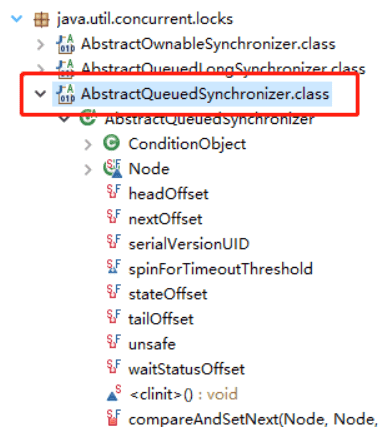 java.util.concurrent.locks
AbstractOwnableSynchronizer.class
AbstractQueuedLongSynchronizer.class
AbstractQueuedSynchronizer.class
AbstractQueuedSynchronizer
ConditionObject
Node
headOffset
nextOffset
serialVersionUID
spinForTimeoutThreshold
stateOffset
tailOffset
unsafe
waitStatusOffset
<clinit>() : void
compareAndSetNext(Node, Node,